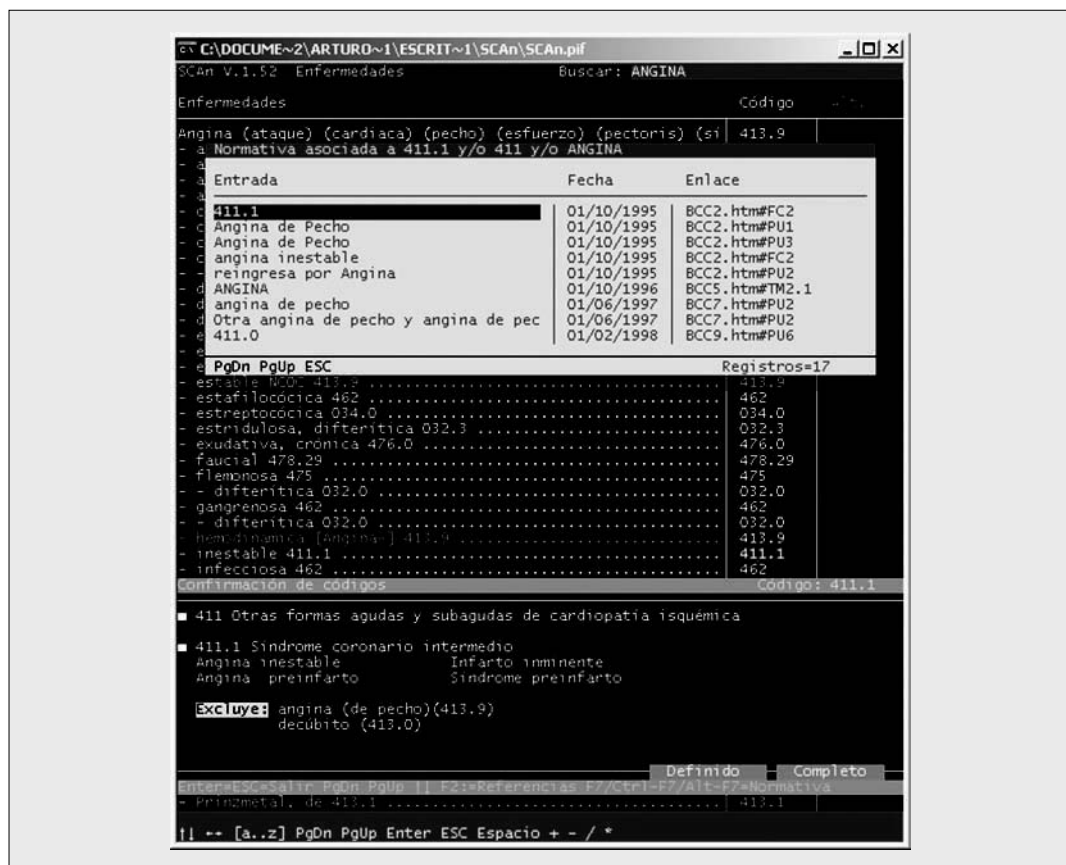 C:\DOCUME~2\ARTURO~1\ESCRIT~1\SCAn\SCAn.pif
SCAn V.1.52 Enfermedades Buscar: ANGINA
Enfermedades Código
Angina (ataque) (cardiaca) (pecho) (esfuerzo) (pectoris) (si 413.9
- a Normativa asociada a 411.1 y/o 411 y/o ANGINA
- a
- a Entrada Fecha Enlace
- a
- c 411.1 01/10/1995 BCC2.htm#FC2
- c Angina de Pecho 01/10/1995 BCC2.htm#PU1
- c Angina de Pecho 01/10/1995 BCC2.htm#PU3
- c angina inestable 01/10/1995 BCC2.htm#FC2
- - reingresa por Angina 01/10/1995 BCC2.htm#PU2
- d ANGINA 01/10/1996 BCC5.htm#TM2.1
- d angina de pecho 01/06/1997 BCC7.htm#PU2
- d Otra angina de pecho y angina de pec 01/06/1997 BCC7.htm#PU2
- e 411.0 01/02/1998 BCC9.htm#PU6
- e
- e PgDn PgUp ESC Registros=17
- estable NCOC 413.9 ........................................ 413.9
- estafilocócica 462 ........................................ 462
- estreptocócica 034.0 ...................................... 034.0
- estridulosa, difterítica 032.3 ............................ 032.3
- exudativa, crónica 476.0 .................................. 476.0
- faucial 478.29 ............................................ 478.29
- flemonosa 475 ............................................. 475
- - difterítica 032.0 ....................................... 032.0
- gangrenosa 462 ............................................ 462
- - difterítica 032.0 ....................................... 032.0
- hemodinámica [Angina-] 413.9 .............................. 413.9
- inestable 411.1 ........................................... 411.1
- infecciosa 462 ............................................ 462
Confirmación de códigos Código: 411.1
■ 411 Otras formas agudas y subagudas de cardiopatía isquémica
■ 411.1 Síndrome coronario intermedio
Angina inestable Infarto inminente
Angina preinfarto Síndrome preinfarto
Excluye: angina (de pecho)(413.9)
decúbito (413.0)
Definido Completo
Enter=ESC=Salir PgDn PgUp ↑↓ F2:=Referencias F7/Ctrl-F7/Alt-F7=Normativa
- Prinzmetal, de 413.1 ...................................... 413.1
↑↓ ↔ [a..z] PgDn PgUp Enter ESC Espacio + - / *